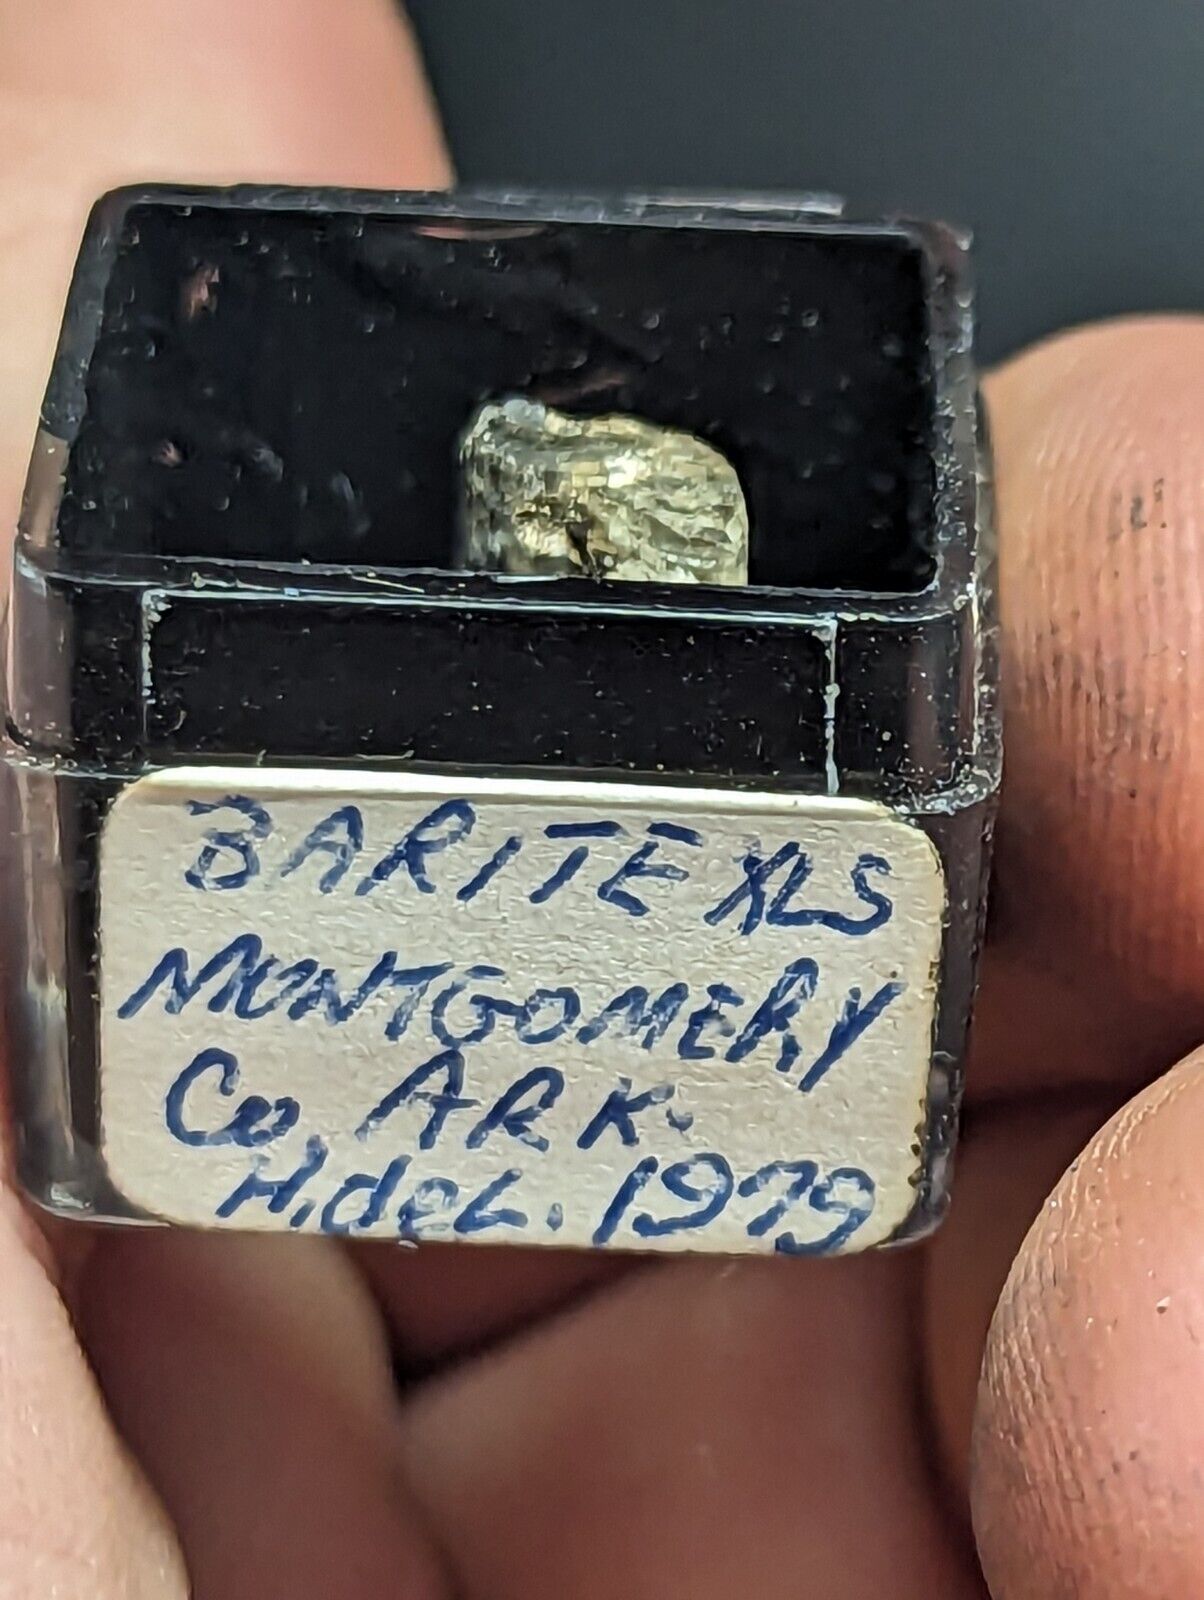 BARITE XLS
MONTGOMERY
Co, ARK.
H, deL. 1979